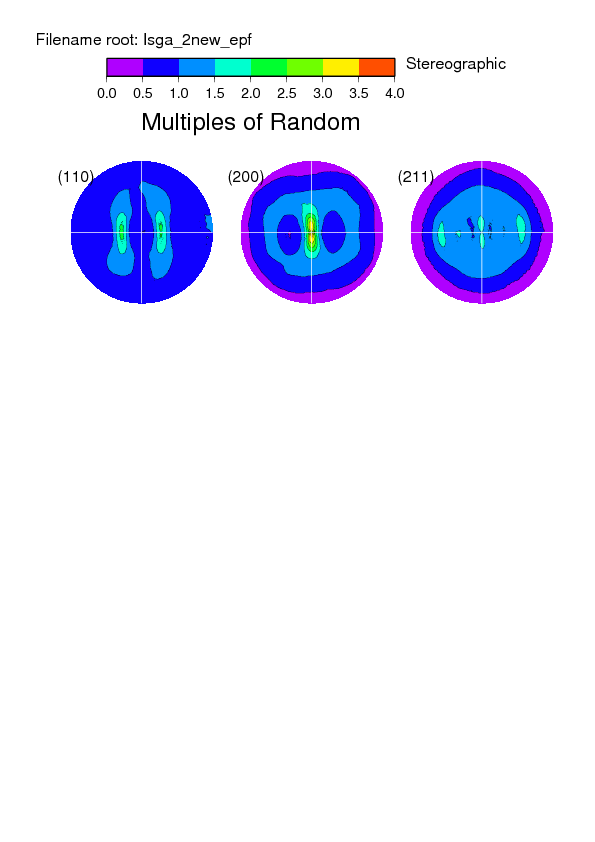 Filename root: lsga_2new_epf
Stereographic
0.0 0.5 1.0 1.5 2.0 2.5 3.0 3.5 4.0
Multiples of Random
(110) (200) (211)